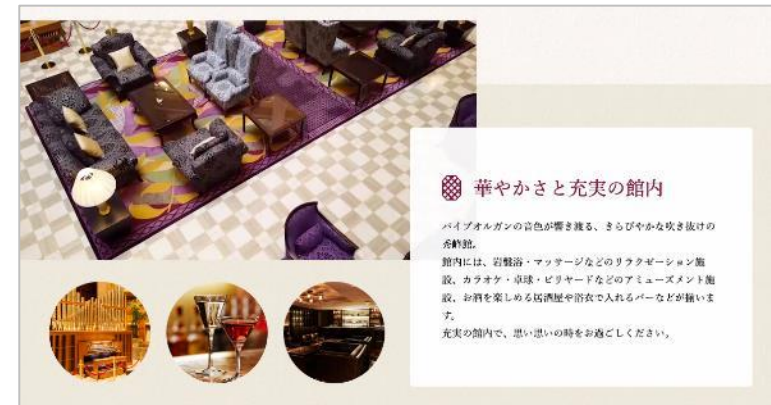 華やかさと充実の館内
パイプオルガンの音色が響き渡る、きらびやかな吹き抜けの
秀峰館。
館内には、岩盤浴・マッサージなどのリラクゼーション施
設、カラオケ・卓球・ビリヤードなどのアミューズメント施
設、お酒を楽しめる居酒屋や浴衣で入れるバーなどが揃いま
す。
充実の館内で、思い思いの時をお過ごしください。